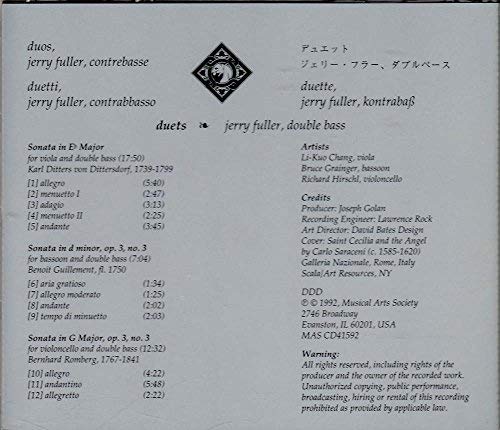 duos,
jerry fuller, contrebasse
duetti,
jerry fuller, contrabbasso
デュエット
ジェリー・フラー、ダブルベース
duette,
jerry fuller, kontrabaß
duets ❧ jerry fuller, double bass
Sonata in E♭ Major
for viola and double bass (17:50)
Karl Ditters von Dittersdorf, 1739-1799
[1] allegro (5:40)
[2] menuetto I (2:47)
[3] adagio (3:13)
[4] menuetto II (2:25)
[5] andante (3:45)
Sonata in d minor, op. 3, no. 3
for bassoon and double bass (7:04)
Benoit Guillement, fl. 1750
[6] aria gratioso (1:34)
[7] allegro moderato (1:25)
[8] andante (2:02)
[9] tempo di minuetto (2:03)
Sonata in G Major, op. 3, no. 3
for violoncello and double bass (12:32)
Bernhard Romberg, 1767-1841
[10] allegro (4:22)
[11] andantino (5:48)
[12] allegretto (2:22)
Artists
Li-Kuo Chang, viola
Bruce Grainger, bassoon
Richard Hirschl, violoncello
Credits
Producer: Joseph Golan
Recording Engineer: Lawrence Rock
Art Director: David Bates Design
Cover: Saint Cecilia and the Angel
by Carlo Saraceni (c. 1585-1620)
Galleria Nazionale, Rome, Italy
Scala/Art Resources, NY
DDD
℗ © 1992, Musical Arts Society
2746 Broadway
Evanston, IL 60201, USA
MAS CD41592
Warning:
All rights reserved, including rights of the
producer and the owner of the recorded work.
Unauthorized copying, public performance,
broadcasting, hiring or rental of this recording
prohibited as provided by applicable law.